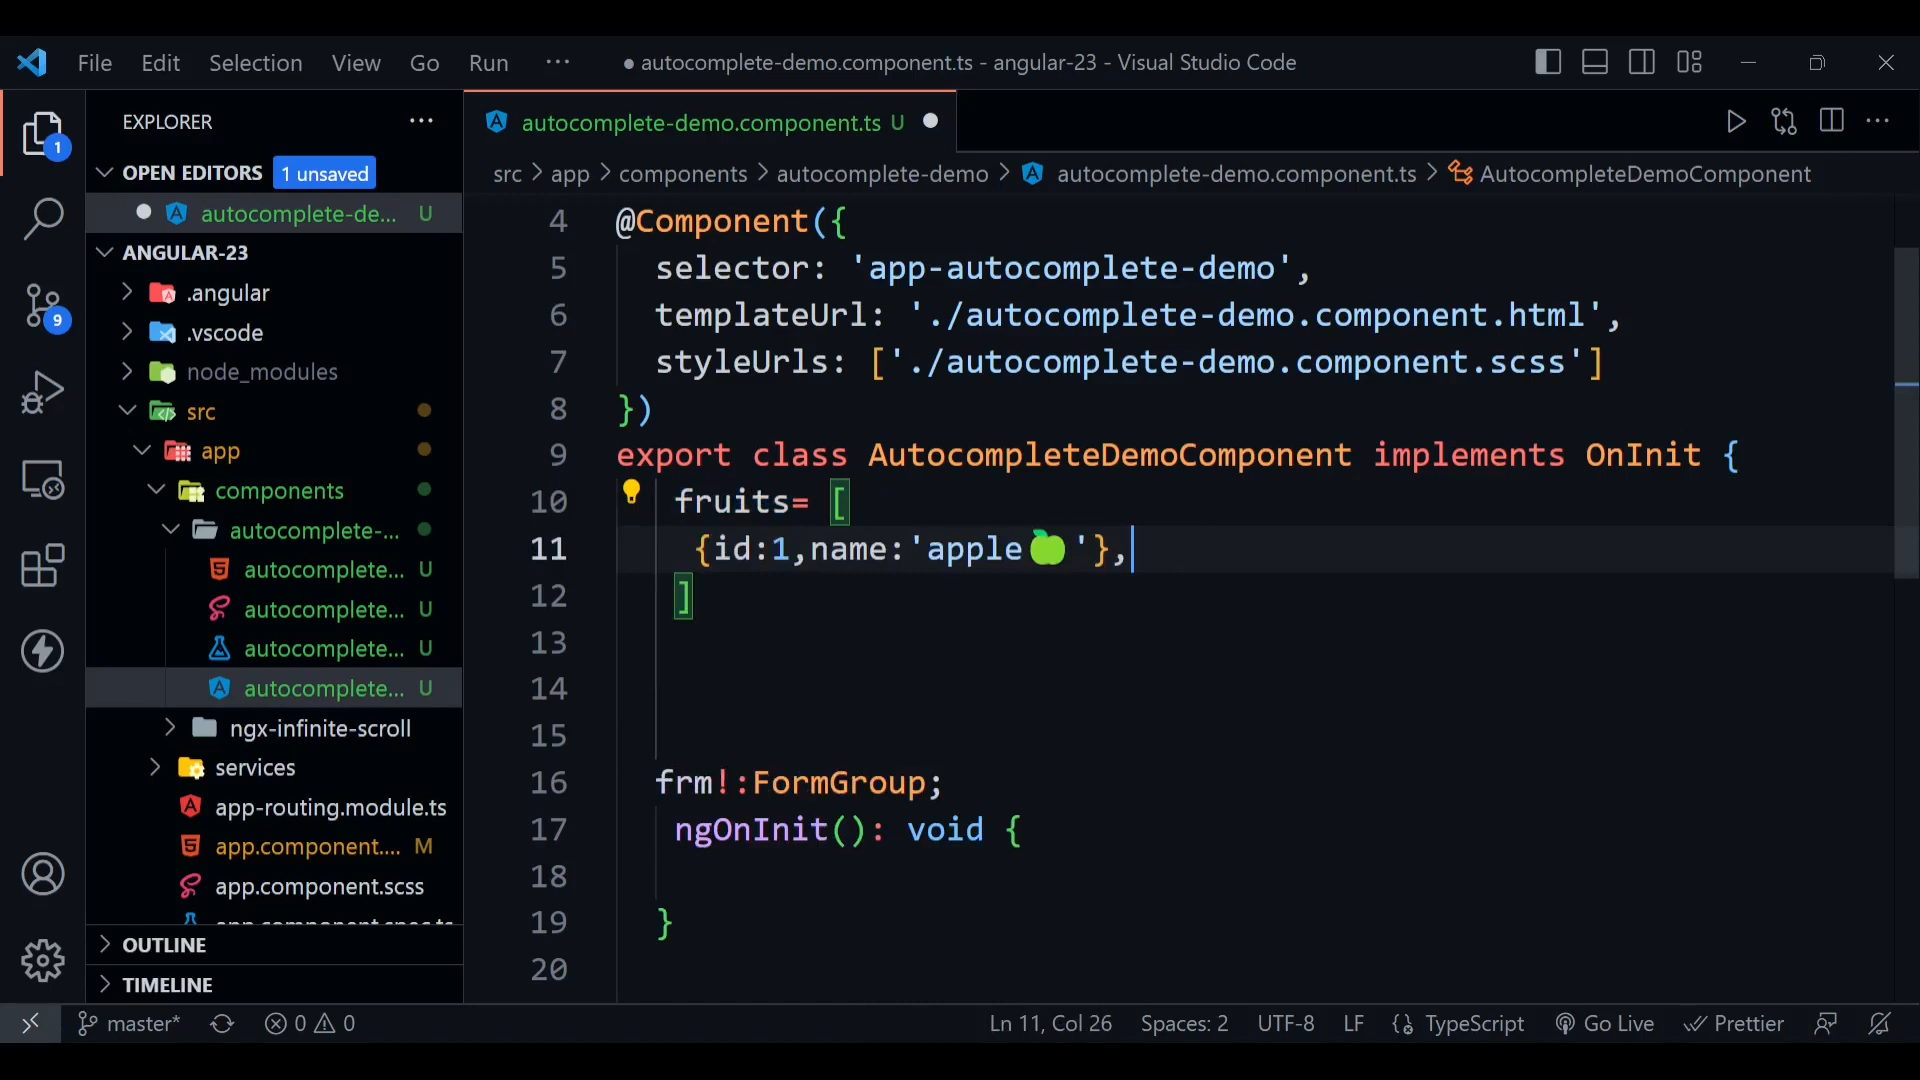 File Edit Selection View Go Run ··· ● autocomplete-demo.component.ts - angular-23 - Visual Studio Code
EXPLORER ···
1
OPEN EDITORS 1 unsaved
autocomplete-de... U
ANGULAR-23
.angular
.vscode
9
node_modules
src
app
components
autocomplete-...
autocomplete... U
autocomplete... U
autocomplete... U
autocomplete... U
ngx-infinite-scroll
services
app-routing.module.ts
app.component.... M
app.component.scss
app.component.spec.ts
OUTLINE
TIMELINE
autocomplete-demo.component.ts U ●
src > app > components > autocomplete-demo > autocomplete-demo.component.ts > AutocompleteDemoComponent
4 @Component({
5 selector: 'app-autocomplete-demo',
6 templateUrl: './autocomplete-demo.component.html',
7 styleUrls: ['./autocomplete-demo.component.scss']
8 })
9 export class AutocompleteDemoComponent implements OnInit {
10 fruits= [
11 {id:1,name:'apple🍏'},
12 ]
13
14
15
16 frm!:FormGroup;
17 ngOnInit(): void {
18
19 }
20
master* 0 0 Ln 11, Col 26 Spaces: 2 UTF-8 LF TypeScript Go Live Prettier